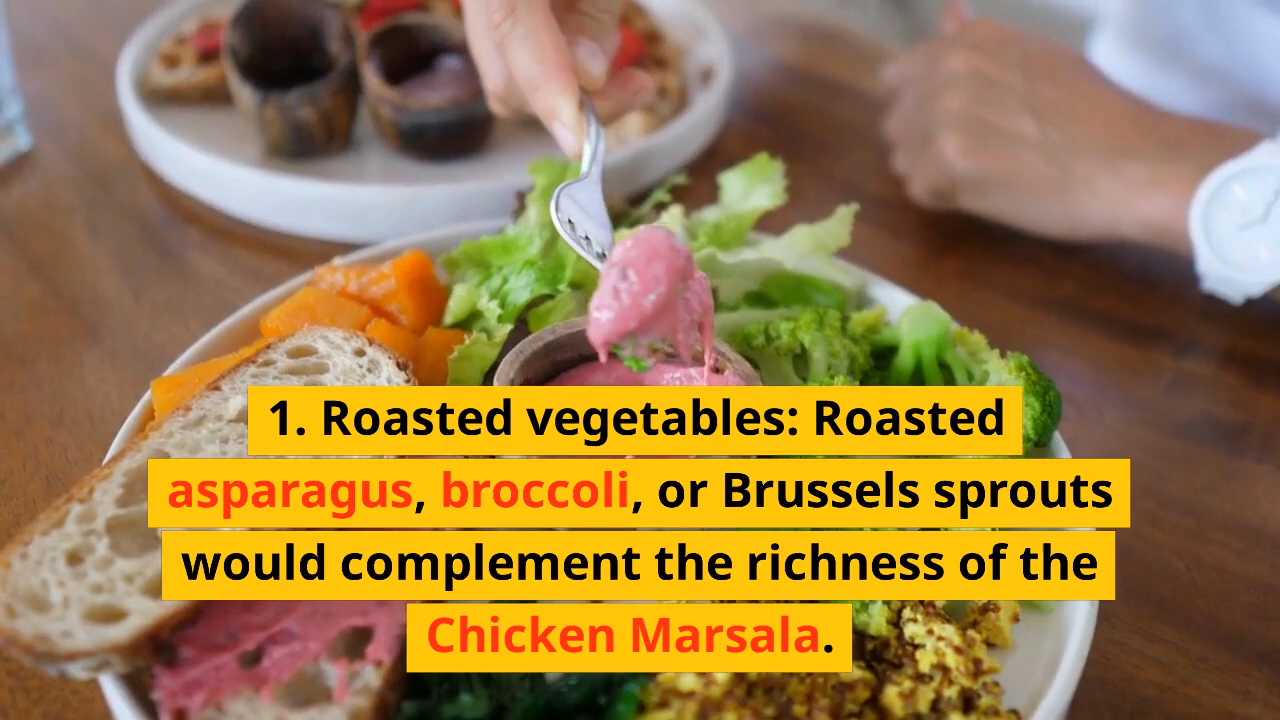 1. Roasted vegetables: Roasted
asparagus, broccoli, or Brussels sprouts
would complement the richness of the
Chicken Marsala.